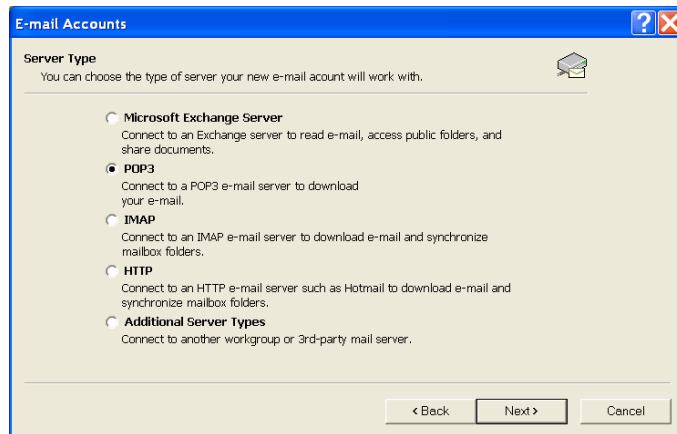 E-mail Accounts
Server Type
You can choose the type of server your new e-mail acount will work with.
Microsoft Exchange Server
Connect to an Exchange server to read e-mail, access public folders, and
share documents.
POP3
Connect to a POP3 e-mail server to download
your e-mail.
IMAP
Connect to an IMAP e-mail server to download e-mail and synchronize
mailbox folders.
HTTP
Connect to an HTTP e-mail server such as Hotmail to download e-mail and
synchronize mailbox folders.
Additional Server Types
Connect to another workgroup or 3rd-party mail server.
< Back Next > Cancel